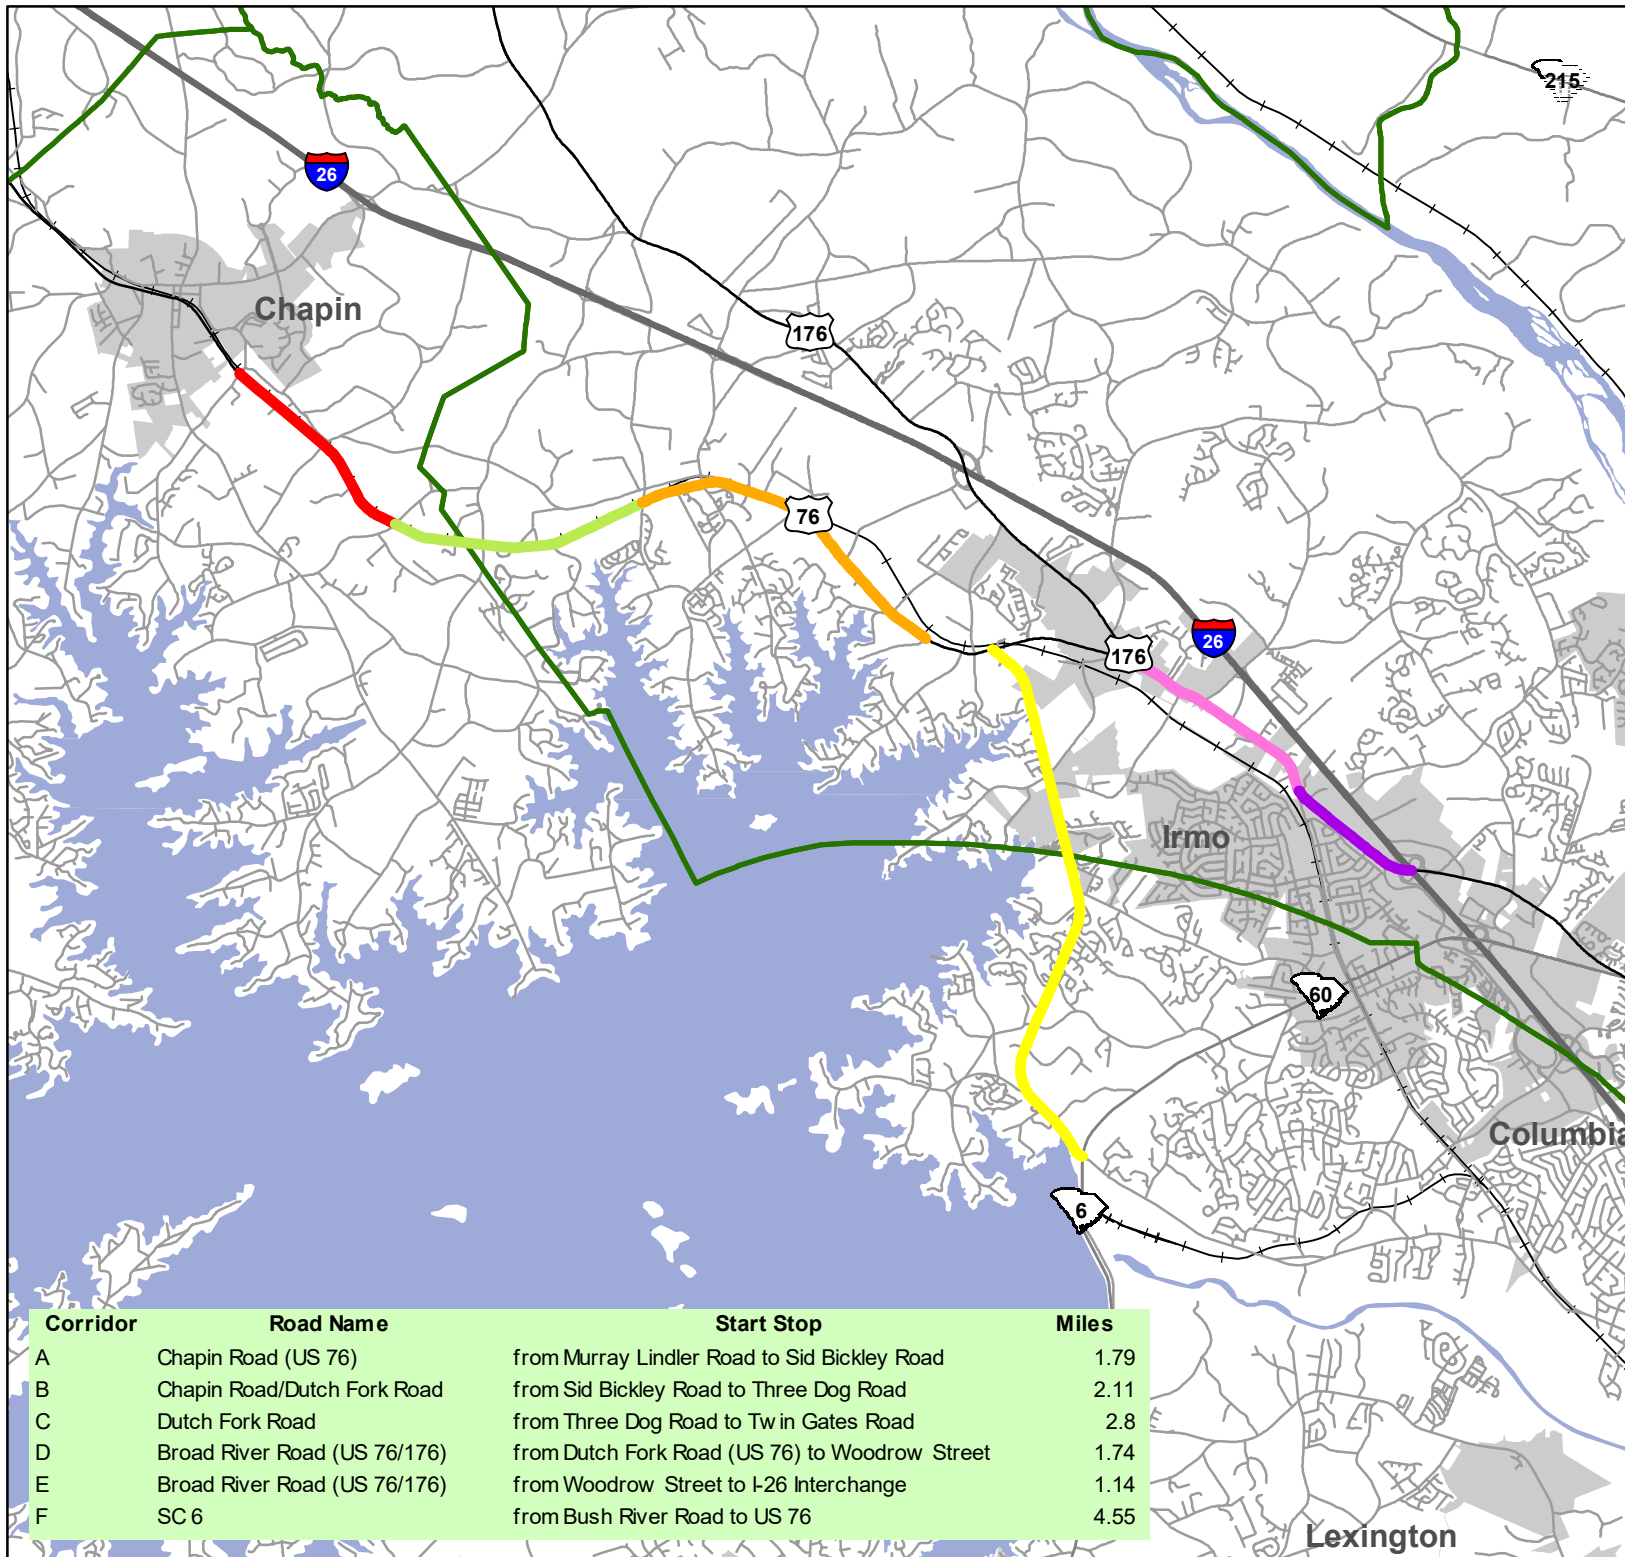 215
26
Chapin
176
76
26
176
Irmo
60
Columbia
6
Corridor Road Name Start Stop Miles
A Chapin Road (US 76) from Murray Lindler Road to Sid Bickley Road 1.79
B Chapin Road/Dutch Fork Road from Sid Bickley Road to Three Dog Road 2.11
C Dutch Fork Road from Three Dog Road to Twin Gates Road 2.8
D Broad River Road (US 76/176) from Dutch Fork Road (US 76) to Woodrow Street 1.74
E Broad River Road (US 76/176) from Woodrow Street to I-26 Interchange 1.14
F SC 6 from Bush River Road to US 76 4.55
Lexington